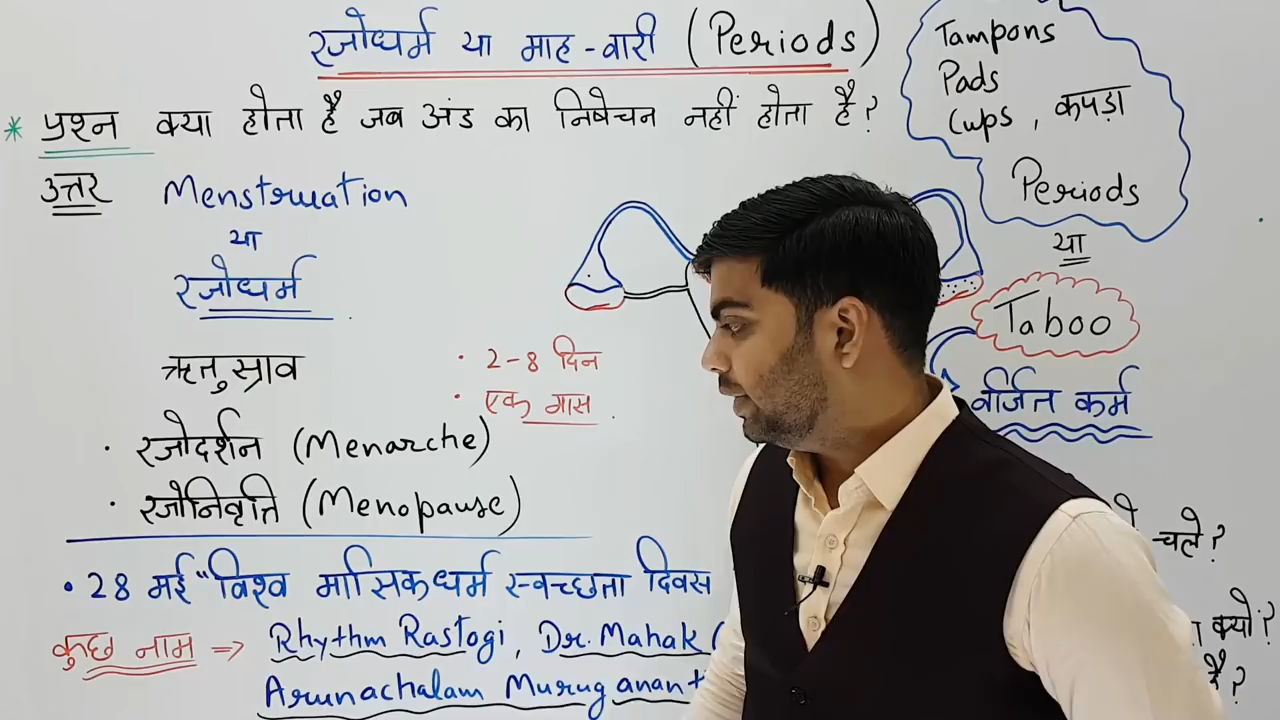 रजोधर्म या माह-वारी (Periods)
* प्रश्न क्या होता है जब अंड का निषेचन नहीं होता है?
उत्तर Menstruation
या
रजोधर्म
ऋतुस्राव
• 2-8 दिन
• एक मास.
• रजोदर्शन (Menarche)
• रजोनिवृत्ति (Menopause)
• 28 मई "विश्व मासिकधर्म स्वच्छता दिवस
कुछ नाम => Rhythm Rastogi, Dr. Mahak (
Arunachalam Muruganant
Tampons
Pads
Cups, कपड़ा
Periods
या
Taboo
वर्जित कर्म
चले?
क्यों?
है?